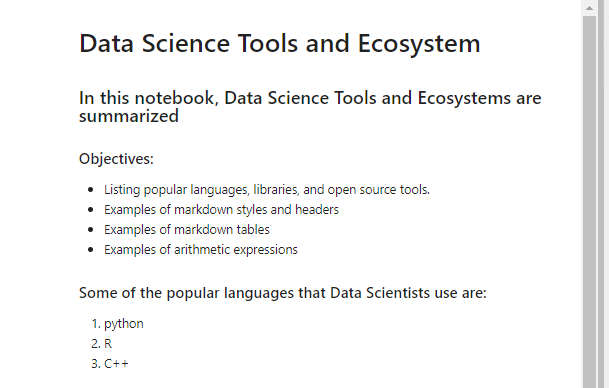 Data Science Tools and Ecosystem
In this notebook, Data Science Tools and Ecosystems are
summarized
Objectives:
• Listing popular languages, libraries, and open source tools.
• Examples of markdown styles and headers
• Examples of markdown tables
• Examples of arithmetic expressions
Some of the popular languages that Data Scientists use are:
1. python
2. R
3. C++